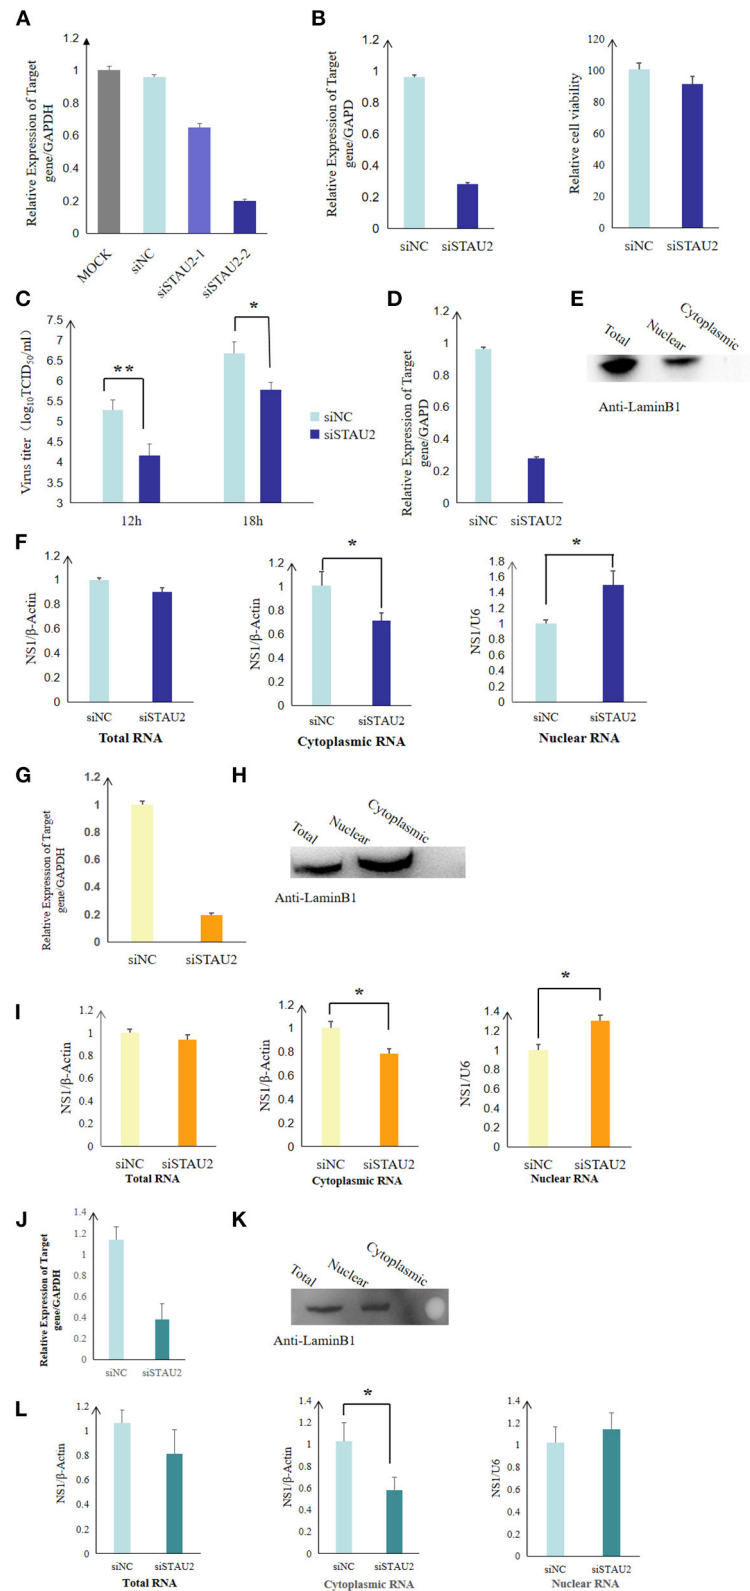 A
Relative Expression of Target
gene/GAPDH
1.2
1
0.8
0.6
0.4
0.2
0
MOCK
siNC
siSTAU2-1
siSTAU2-2
B
Relative Expression of Target
gene/GAPD
1.2
1
0.8
0.6
0.4
0.2
0
siNC
siSTAU2
Relative cell viability
120
100
80
60
40
20
0
siNC
siSTAU2
C
Virus titer（log10TCID50/ml）
7.5
7
6.5
6
5.5
5
4.5
4
3.5
3
**
*
12h
18h
siNC
siSTAU2
D
Relative Expression of Target
gene/GAPD
1.2
1
0.8
0.6
0.4
0.2
0
siNC
siSTAU2
E
Total
Nuclear
Cytoplasmic
Anti-LaminB1
F
NS1/β-Actin
1.2
1
0.8
0.6
0.4
0.2
0
siNC
siSTAU2
Total RNA
NS1/β-Actin
1.2
1
0.8
0.6
0.4
0.2
0
*
siNC
siSTAU2
Cytoplasmic RNA
NS1/U6
1.8
1.6
1.4
1.2
1
0.8
0.6
0.4
0.2
0
*
siNC
siSTAU2
Nuclear RNA
G
Relative Expression of Target
gene/GAPDH
1.2
1
0.8
0.6
0.4
0.2
0
siNC
siSTAU2
H
Total
Nuclear
Cytoplasmic
Anti-LaminB1
I
NS1/β-Actin
1.2
1
0.8
0.6
0.4
0.2
0
siNC
siSTAU2
Total RNA
NS1/β-Actin
1.2
1
0.8
0.6
0.4
0.2
0
*
siNC
siSTAU2
Cytoplasmic RNA
NS1/U6
1.4
1.2
1
0.8
0.6
0.4
0.2
0
*
siNC
siSTAU2
Nuclear RNA
J
Relative Expression of Target
gene/GAPDH
1.4
1.2
1
0.8
0.6
0.4
0.2
0
siNC
siSTAU2
K
Total
Nuclear
Cytoplasmic
Anti-LaminB1
L
NS1/β-Actin
1.2
1
0.8
0.6
0.4
0.2
0
siNC
siSTAU2
Total RNA
NS1/β-Actin
1.4
1.2
1
0.8
0.6
0.4
0.2
0
*
siNC
siSTAU2
Cytoplasmic RNA
NS1/U6
1.4
1.2
1
0.8
0.6
0.4
0.2
0
siNC
siSTAU2
Nuclear RNA